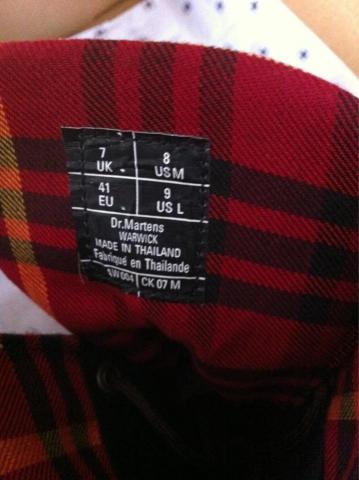 7 UK 8 US M
41 EU 9 US L
Dr.Martens
WARWICK
MADE IN THAILAND
Fabriqué en Thailande
SW004 CK 07 M